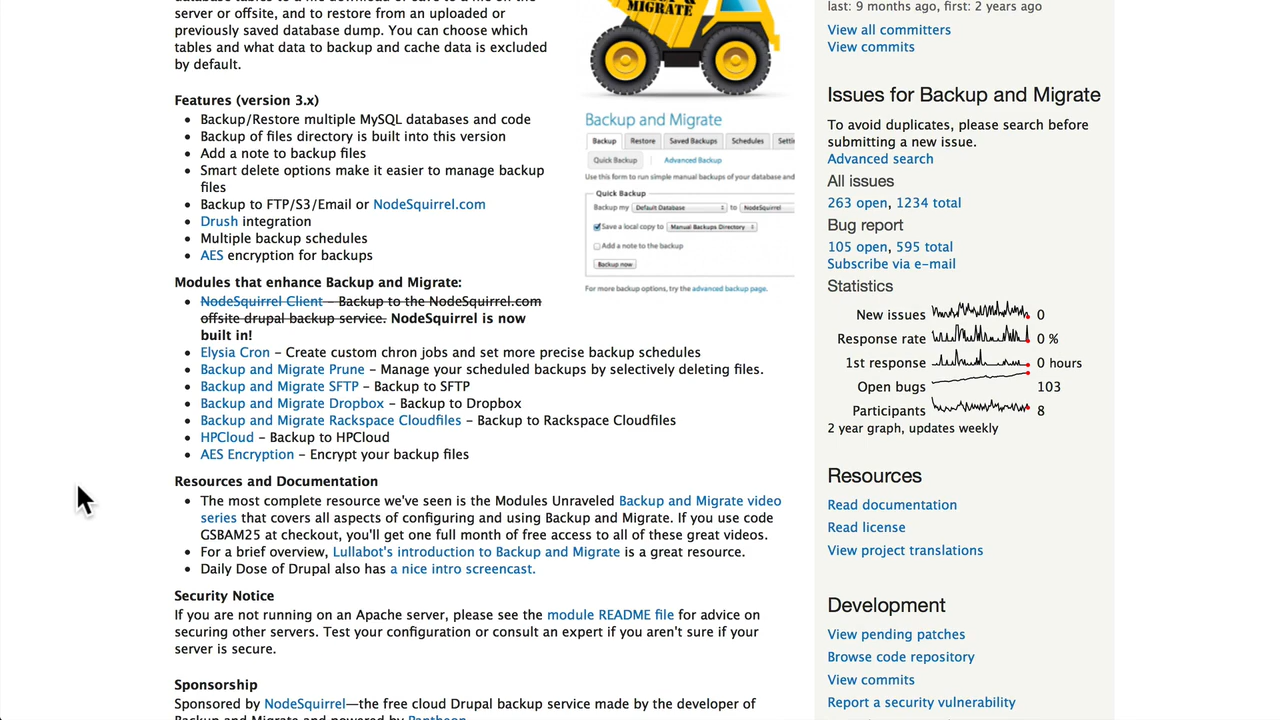 database tables to a file download or save to a file on the
server or offsite, and to restore from an uploaded or
previously saved database dump. You can choose which
tables and what data to backup and cache data is excluded
by default.
MIGRATE
Features (version 3.x)
Backup/Restore multiple MySQL databases and code
Backup of files directory is built into this version
Add a note to backup files
Smart delete options make it easier to manage backup
files
Backup to FTP/S3/Email or NodeSquirrel.com
Drush integration
Multiple backup schedules
AES encryption for backups
Backup and Migrate
Backup Restore Saved Backups Schedules Setti
Quick Backup Advanced Backup
Use this form to run simple manual backups of your database and
Quick Backup
Backup my Default Database to NodeSquirrel
Save a local copy to Manual Backups Directory
Add a note to the backup
Backup now
For more backup options, try the advanced backup page.
Modules that enhance Backup and Migrate:
NodeSquirrel Client - Backup to the NodeSquirrel.com
offsite drupal backup service. NodeSquirrel is now
built in!
Elysia Cron - Create custom chron jobs and set more precise backup schedules
Backup and Migrate Prune - Manage your scheduled backups by selectively deleting files.
Backup and Migrate SFTP - Backup to SFTP
Backup and Migrate Dropbox - Backup to Dropbox
Backup and Migrate Rackspace Cloudfiles - Backup to Rackspace Cloudfiles
HPCloud - Backup to HPCloud
AES Encryption - Encrypt your backup files
Resources and Documentation
The most complete resource we've seen is the Modules Unraveled Backup and Migrate video
series that covers all aspects of configuring and using Backup and Migrate. If you use code
GSBAM25 at checkout, you'll get one full month of free access to all of these great videos.
For a brief overview, Lullabot's introduction to Backup and Migrate is a great resource.
Daily Dose of Drupal also has a nice intro screencast.
Security Notice
If you are not running on an Apache server, please see the module README file for advice on
securing other servers. Test your configuration or consult an expert if you aren't sure if your
server is secure.
Sponsorship
Sponsored by NodeSquirrel—the free cloud Drupal backup service made by the developer of
Backup and Migrate and powered by Pantheon
last: 9 months ago, first: 2 years ago
View all committers
View commits
Issues for Backup and Migrate
To avoid duplicates, please search before
submitting a new issue.
Advanced search
All issues
263 open, 1234 total
Bug report
105 open, 595 total
Subscribe via e-mail
Statistics
New issues 0
Response rate 0 %
1st response 0 hours
Open bugs 103
Participants 8
2 year graph, updates weekly
Resources
Read documentation
Read license
View project translations
Development
View pending patches
Browse code repository
View commits
Report a security vulnerability